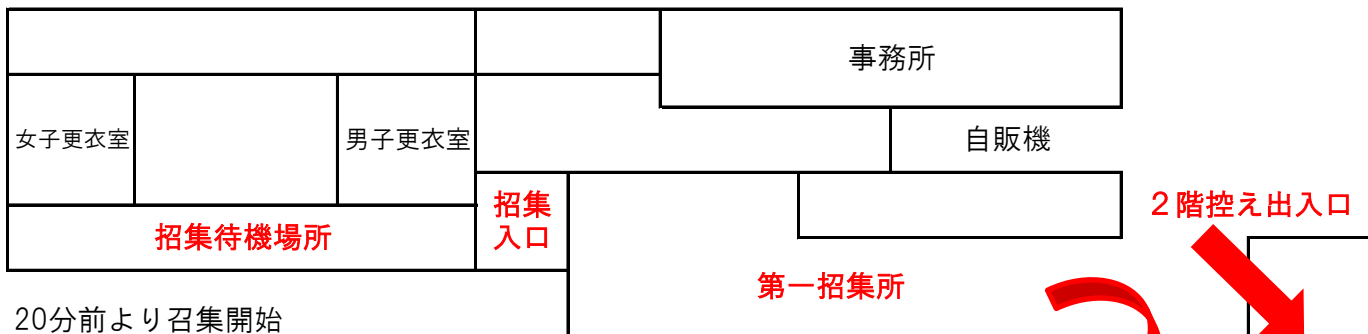 事務所
女子更衣室
男子更衣室
自販機
招集
入口
２階控え出入口
招集待機場所
第一招集所
20分前より召集開始